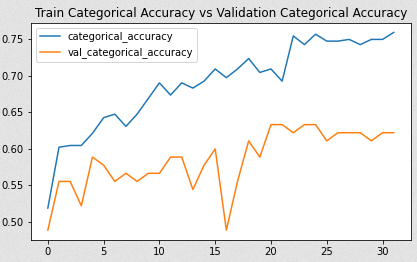 Train Categorical Accuracy vs Validation Categorical Accuracy
categorical_accuracy
val_categorical_accuracy
0.75
0.70
0.65
0.60
0.55
0.50
0 5 10 15 20 25 30